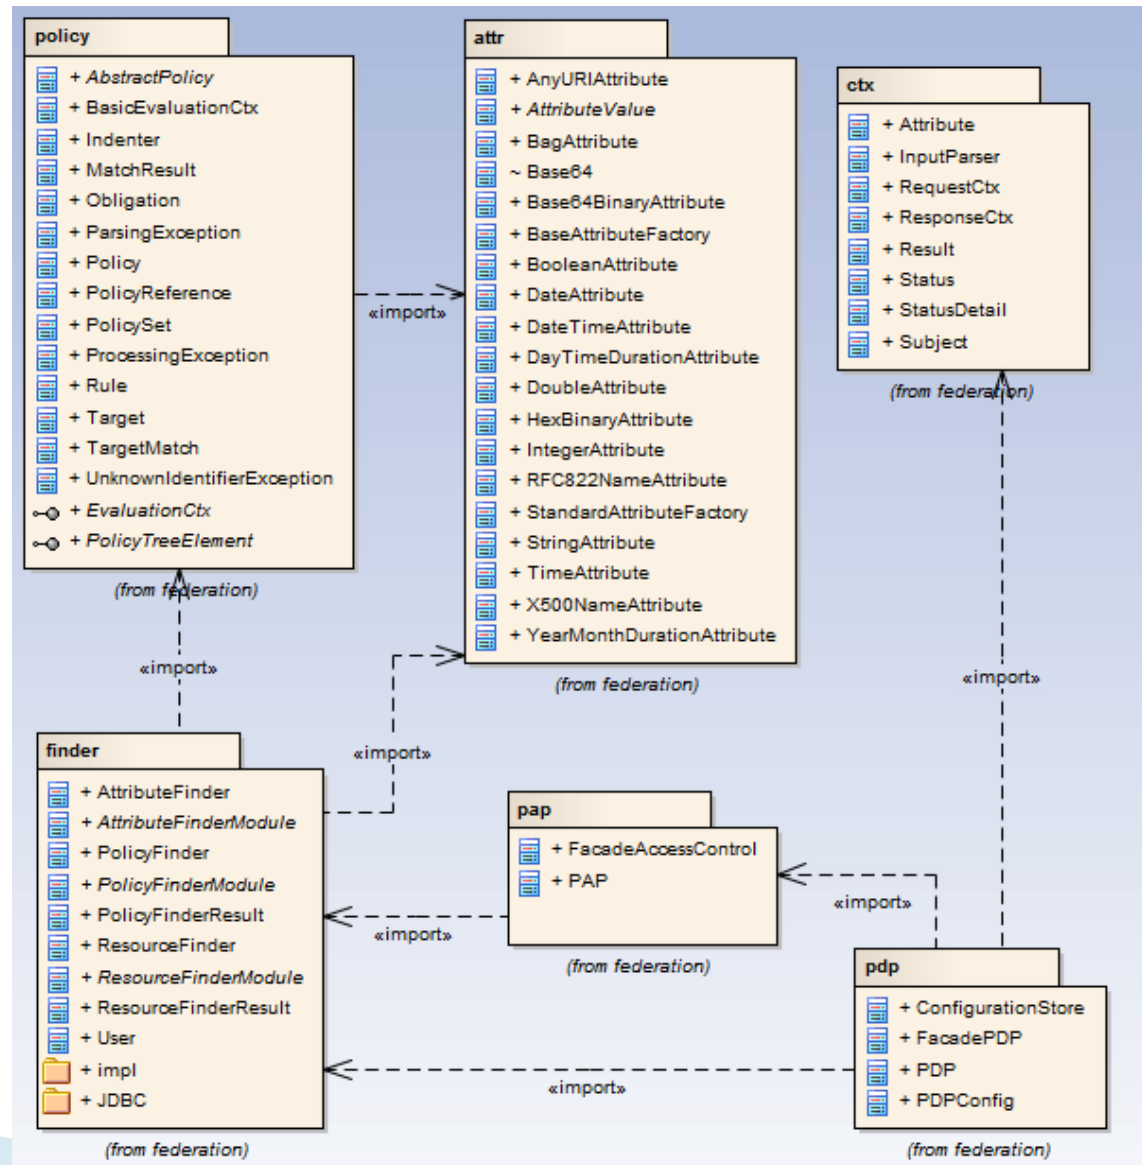 policy
+ AbstractPolicy
+ BasicEvaluationCtx
+ Indenter
+ MatchResult
+ Obligation
+ ParsingException
+ Policy
+ PolicyReference
+ PolicySet
+ ProcessingException
+ Rule
+ Target
+ TargetMatch
+ UnknownIdentifierException
+ EvaluationCtx
+ PolicyTreeElement
(from federation)
«import»
attr
+ AnyURIAttribute
+ AttributeValue
+ BagAttribute
~ Base64
+ Base64BinaryAttribute
+ BaseAttributeFactory
+ BooleanAttribute
+ DateAttribute
+ DateTimeAttribute
+ DayTimeDurationAttribute
+ DoubleAttribute
+ HexBinaryAttribute
+ IntegerAttribute
+ RFC822NameAttribute
+ StandardAttributeFactory
+ StringAttribute
+ TimeAttribute
+ X500NameAttribute
+ YearMonthDurationAttribute
(from federation)
ctx
+ Attribute
+ InputParser
+ RequestCtx
+ ResponseCtx
+ Result
+ Status
+ StatusDetail
+ Subject
(from federation)
«import»
«import»
«import»
finder
+ AttributeFinder
+ AttributeFinderModule
+ PolicyFinder
+ PolicyFinderModule
+ PolicyFinderResult
+ ResourceFinder
+ ResourceFinderModule
+ ResourceFinderResult
+ User
+ impl
+ JDBC
(from federation)
«import»
pap
+ FacadeAccessControl
+ PAP
(from federation)
«import»
«import»
pdp
+ ConfigurationStore
+ FacadePDP
+ PDP
+ PDPConfig
(from federation)